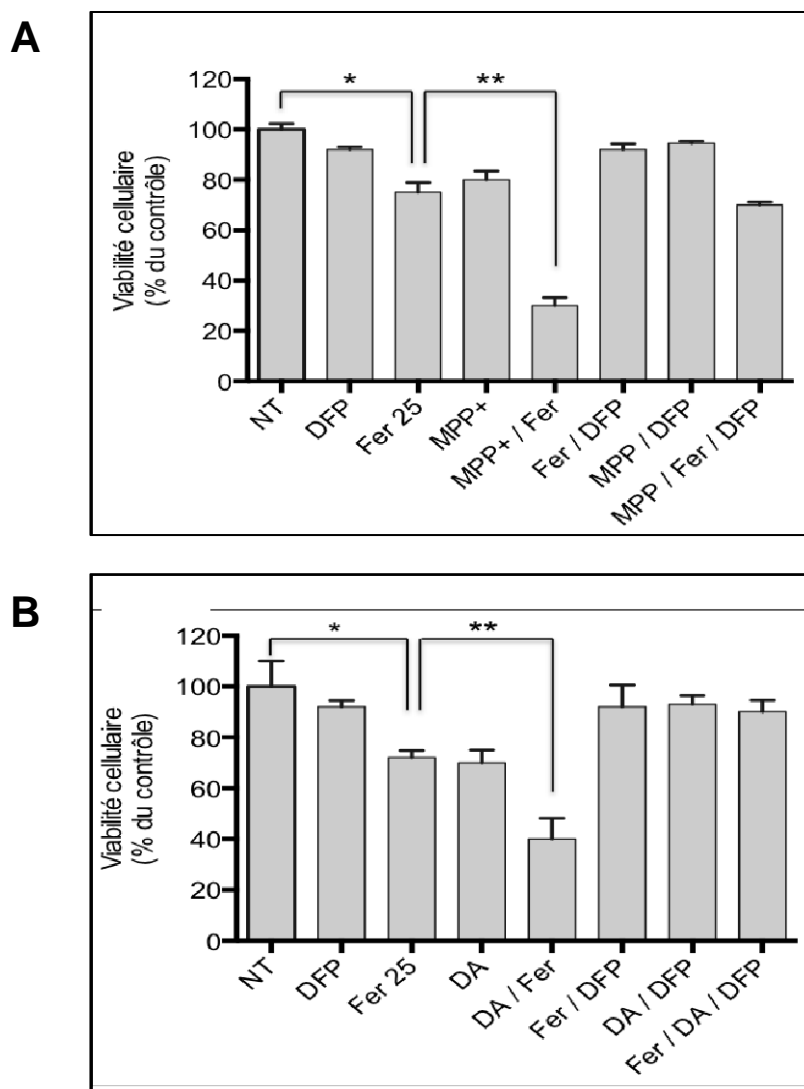 A
Viabilité cellulaire
(% du contrôle)
120
100
80
60
40
20
0
*
**
NT
DFP
Fer 25
MPP+
MPP+ / Fer
Fer / DFP
MPP / DFP
MPP / Fer / DFP
B
Viabilité cellulaire
(% du contrôle)
120
100
80
60
40
20
0
*
**
NT
DFP
Fer 25
DA
DA / Fer
Fer / DFP
DA / DFP
Fer / DA / DFP